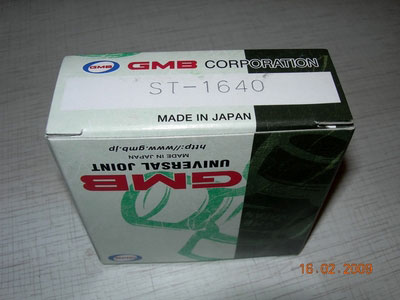 GMB GMB CORPORATION
ST-1640
MADE IN JAPAN
http://www.gmb.jp
MADE IN JAPAN
UNIVERSAL JOINT
GMB
GMB
16.02.2009